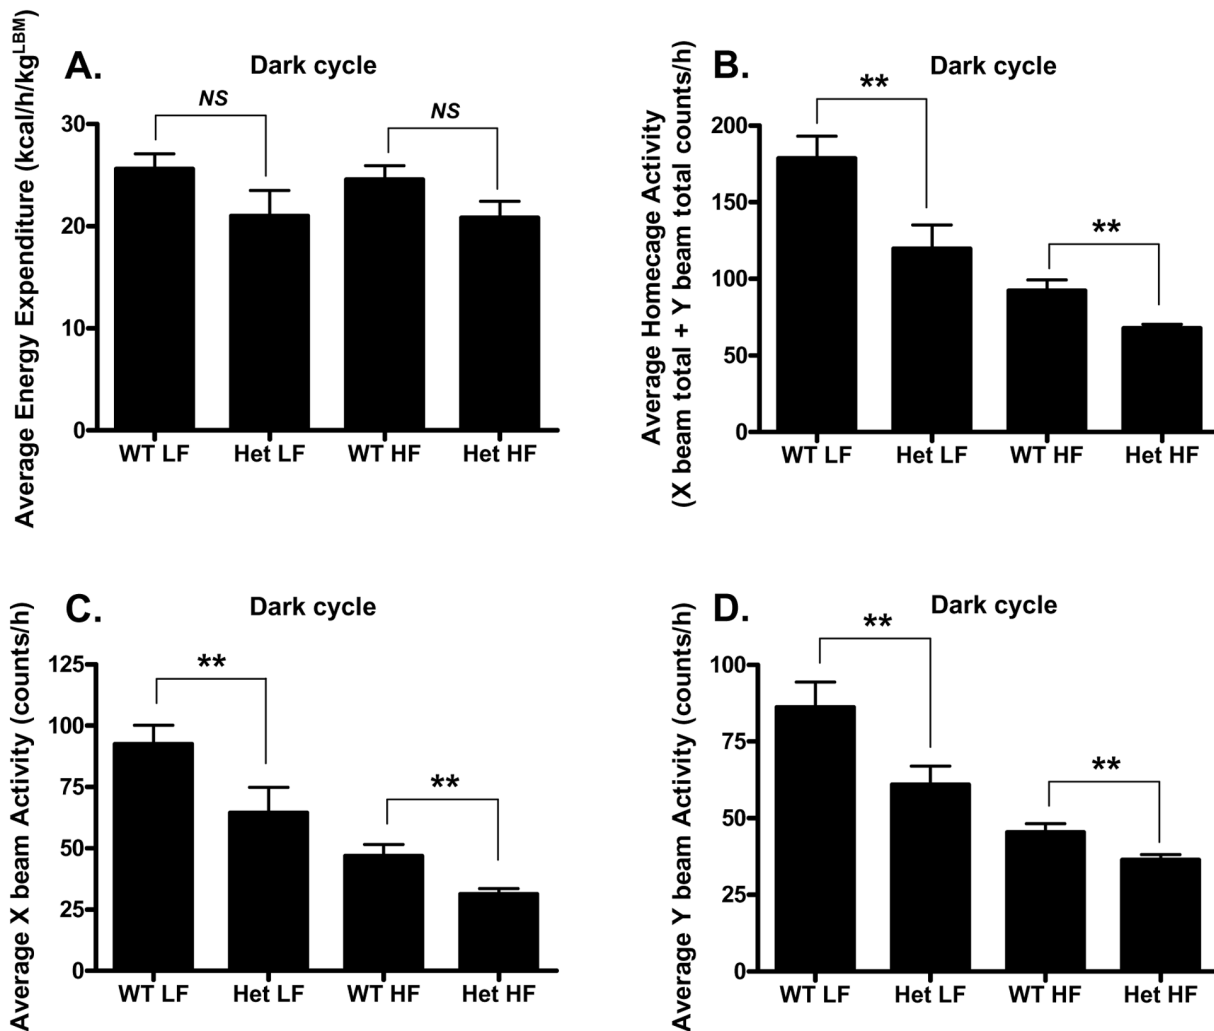 A.
Dark cycle
Average Energy Expenditure (kcal/h/kg^LBM)
NS
NS
30
20
10
0
WT LF
Het LF
WT HF
Het HF
B.
Dark cycle
Average Homecage Activity
(X beam total + Y beam total counts/h)
**
**
200
150
100
50
0
WT LF
Het LF
WT HF
Het HF
C.
Dark cycle
Average X beam Activity (counts/h)
**
**
125
100
75
50
25
0
WT LF
Het LF
WT HF
Het HF
D.
Dark cycle
Average Y beam Activity (counts/h)
**
**
100
75
50
25
0
WT LF
Het LF
WT HF
Het HF